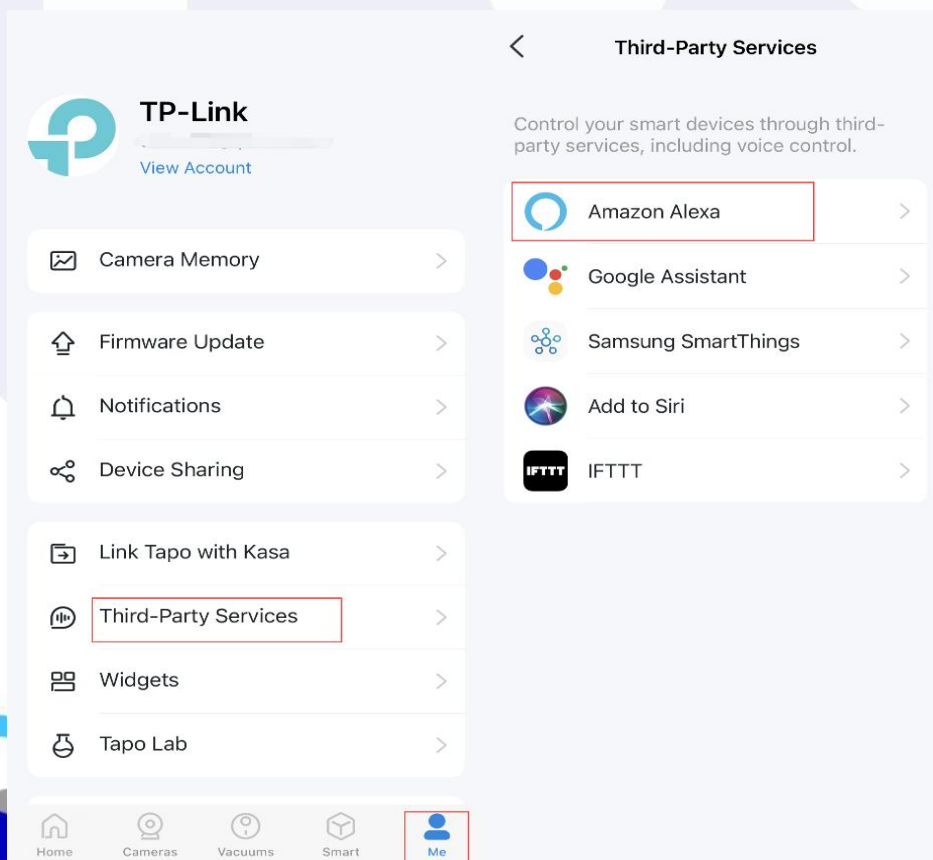 TP-Link
View Account
Camera Memory
Firmware Update
Notifications
Device Sharing
Link Tapo with Kasa
Third-Party Services
Widgets
Tapo Lab
Home
Cameras
Vacuums
Smart
Me
Third-Party Services
Control your smart devices through third-
party services, including voice control.
Amazon Alexa
Google Assistant
Samsung SmartThings
Add to Siri
IFTTT
IFTTT